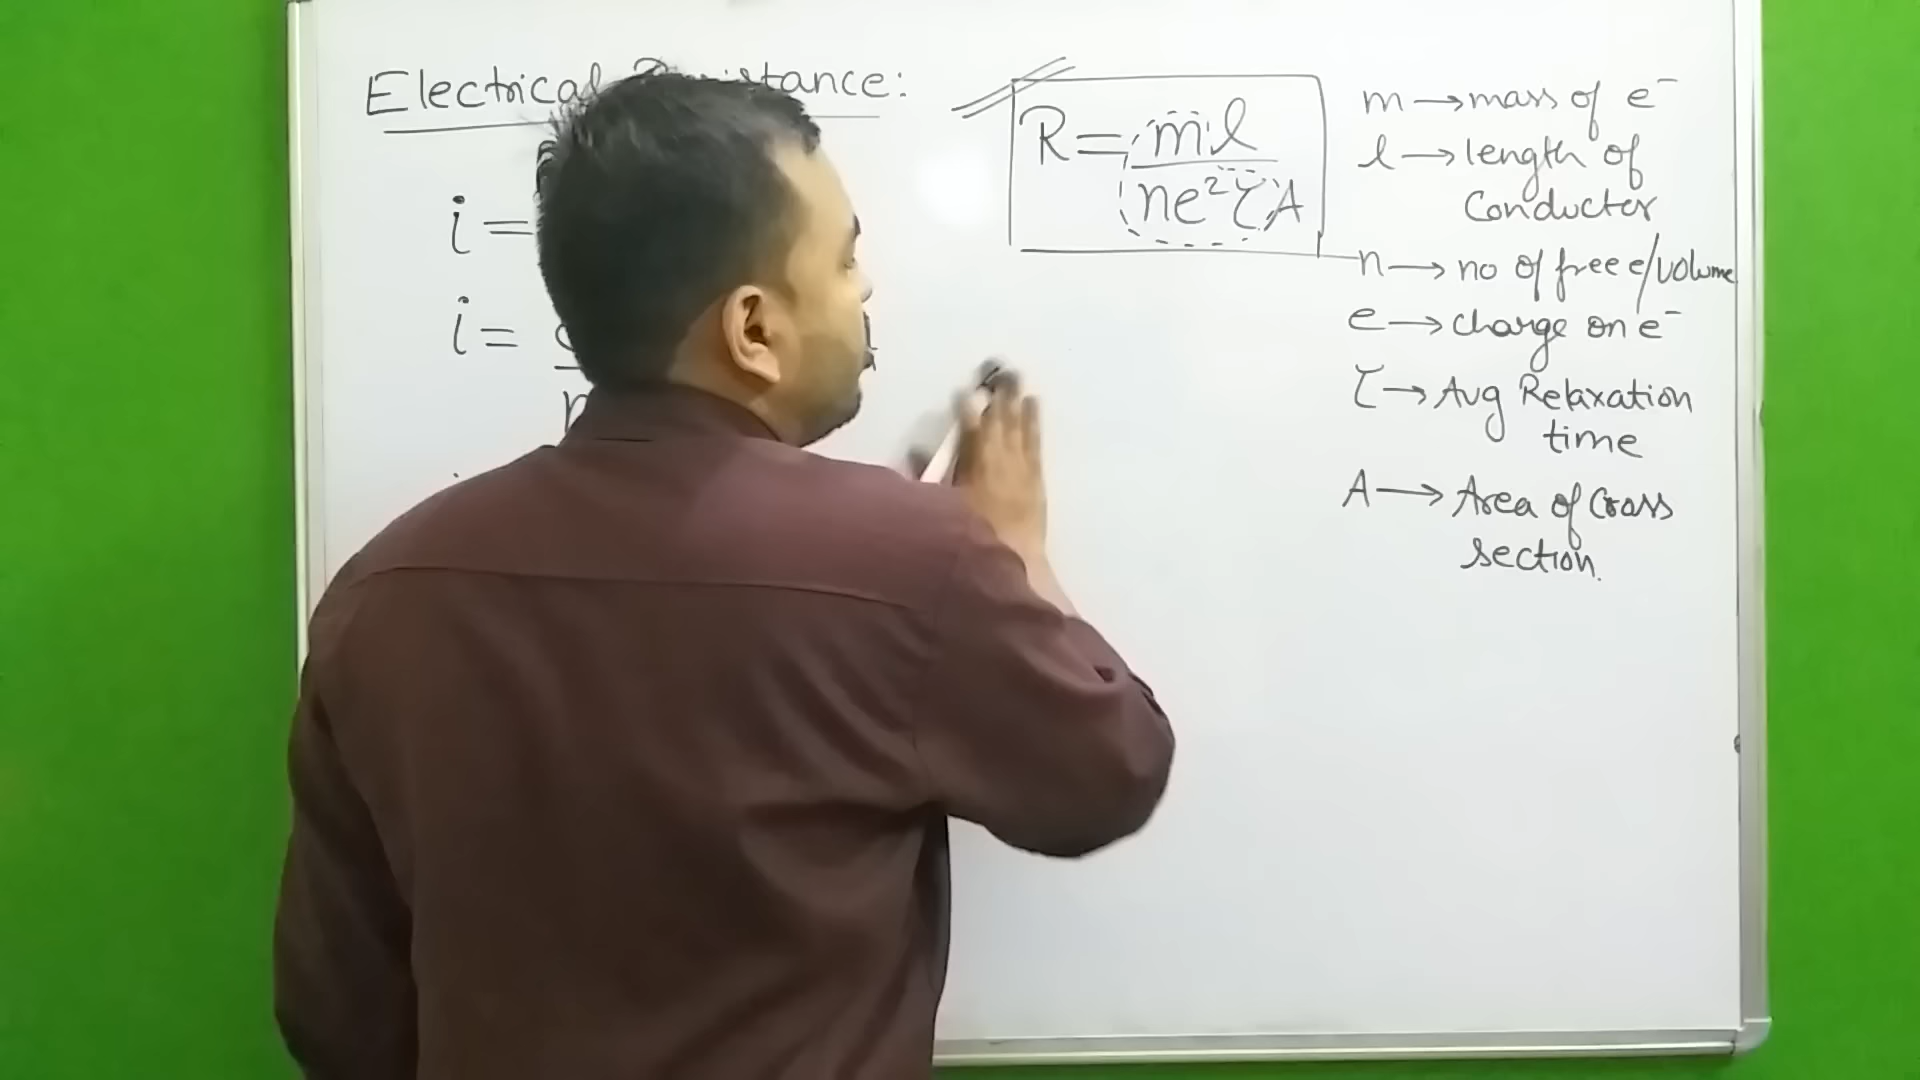 Electrical Resistance:
i =
i =
R = ml / ne²τA
m → mass of e⁻
l → length of
Conductor
n → no of free e/volume
e → charge on e⁻
τ → Avg Relaxation
time
A → Area of Cross
section.